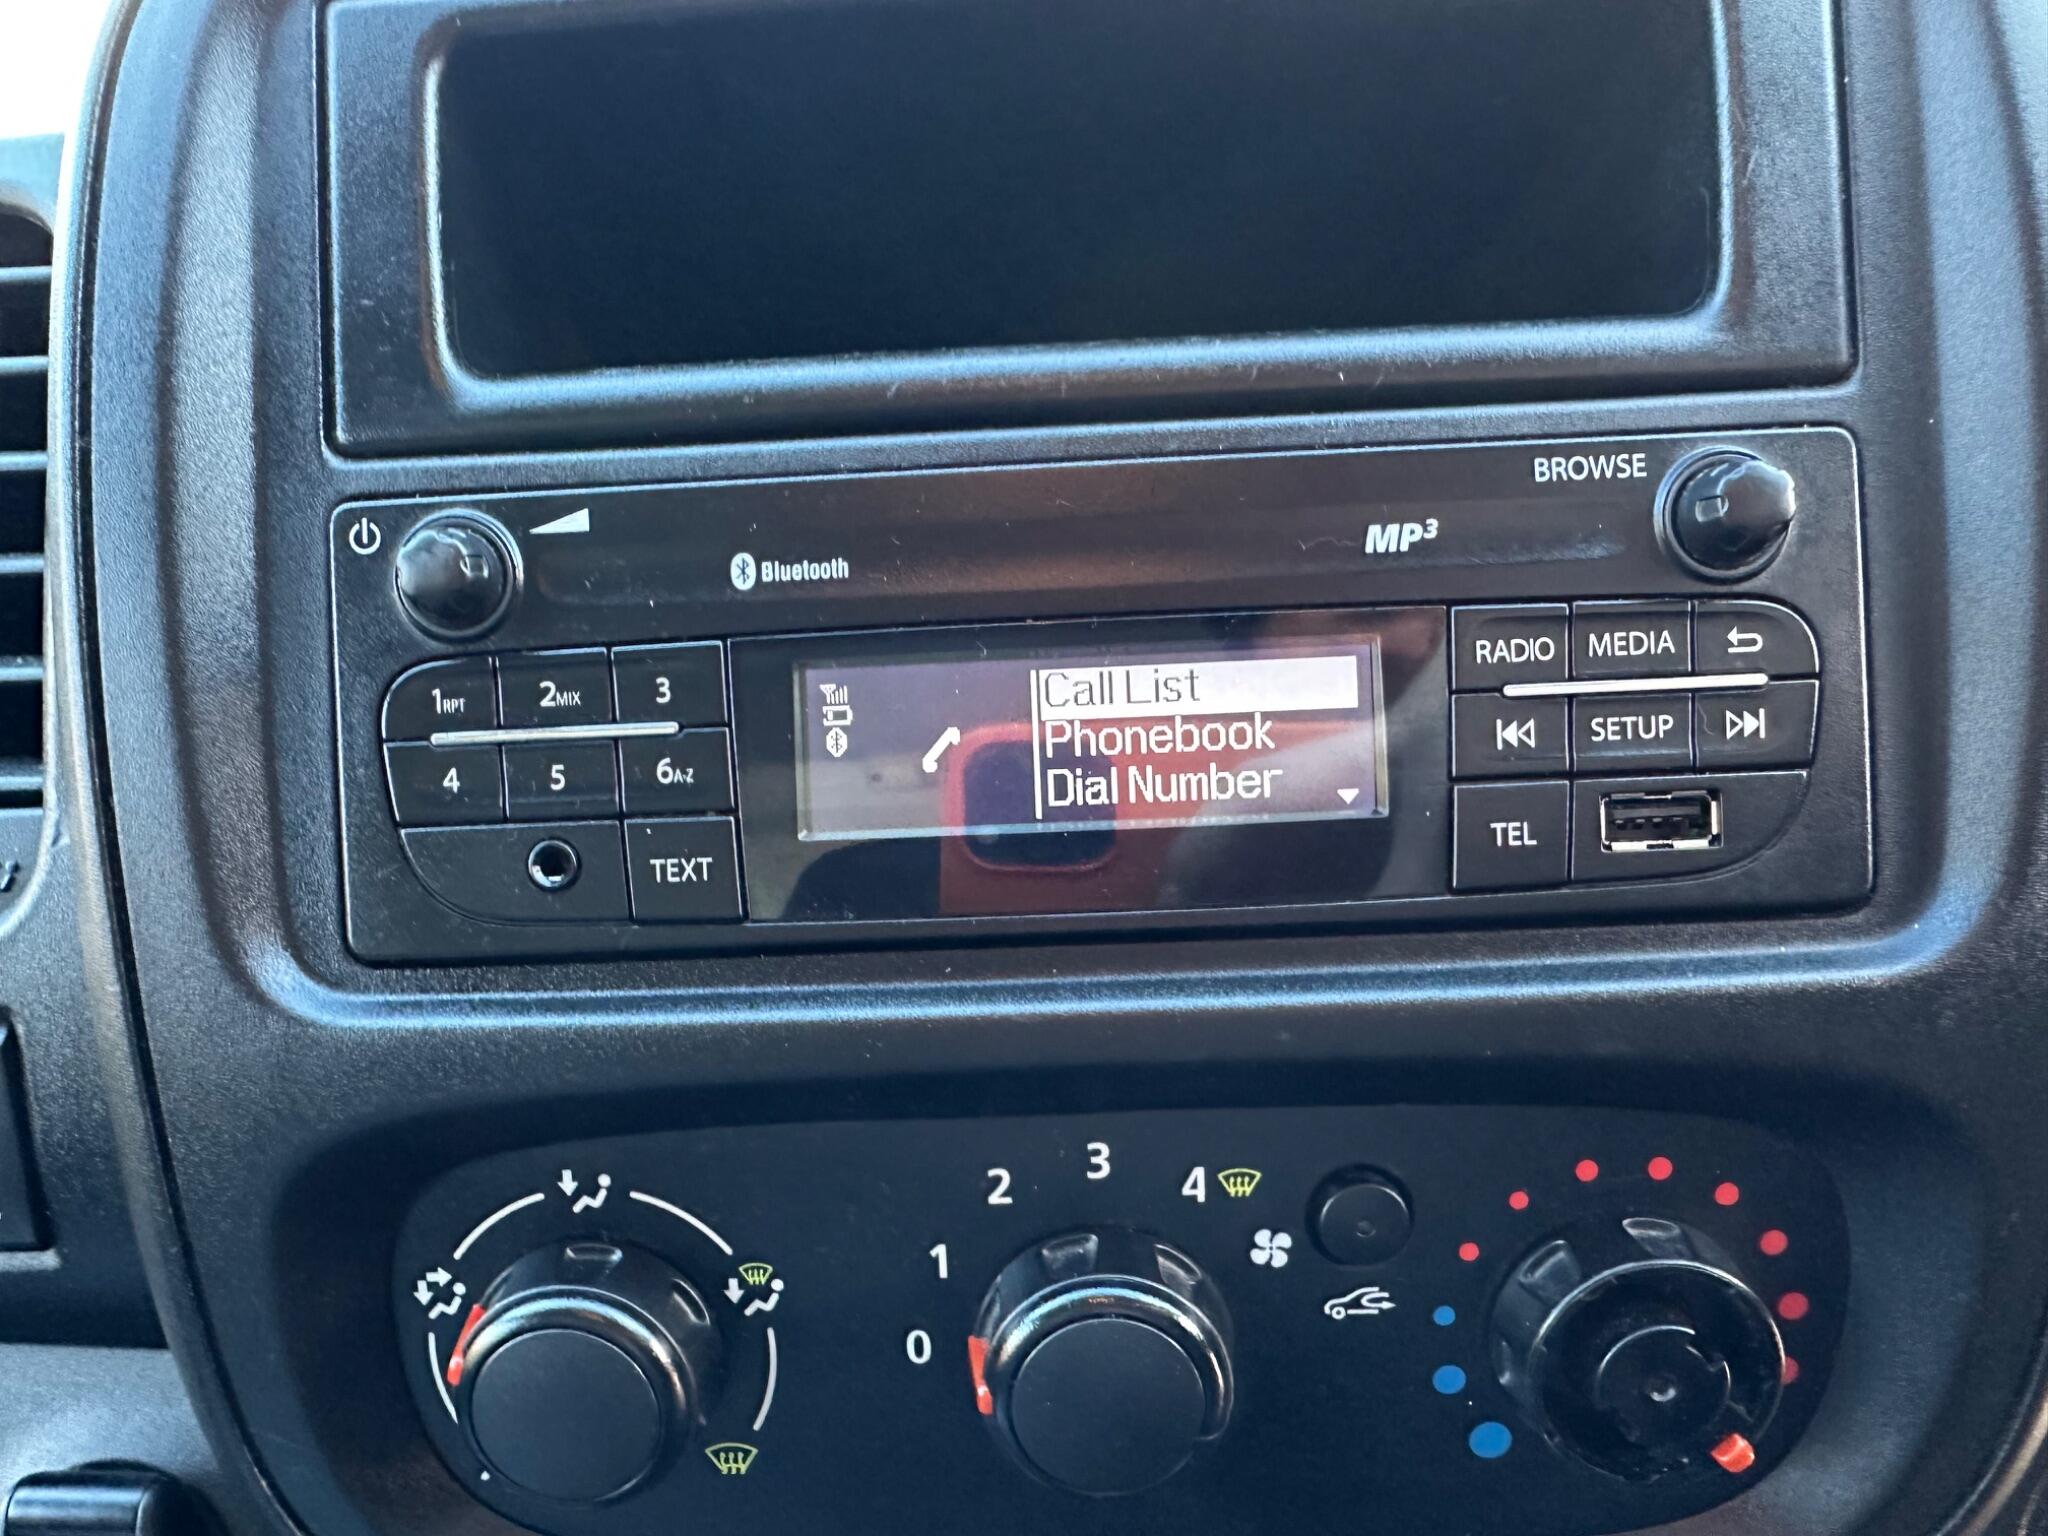 BROWSE
MP3
Bluetooth
RADIO MEDIA
1RPT 2MIX 3
Call List
Phonebook
Dial Number
SETUP
4 5 6A-Z
TEL
TEXT
3
2 4
1
0